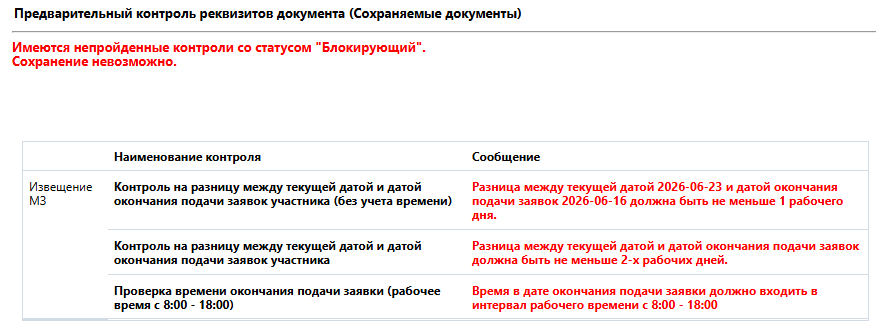 Предварительный контроль реквизитов документа (Сохраняемые документы)
Имеются непройденные контроли со статусом "Блокирующий".
Сохранение невозможно.
Наименование контроля
Сообщение
Извещение
МЗ
Контроль на разницу между текущей датой и датой
окончания подачи заявок участника (без учета времени)
Разница между текущей датой 2026-06-23 и датой окончания
подачи заявок 2026-06-16 должна быть не меньше 1 рабочего
дня.
Контроль на разницу между текущей датой и датой
окончания подачи заявок участника
Разница между текущей датой и датой окончания подачи заявок
должна быть не меньше 2-х рабочих дней.
Проверка времени окончания подачи заявки (рабочее
время с 8:00 - 18:00)
Время в дате окончания подачи заявки должно входить в
интервал рабочего времени с 8:00 - 18:00